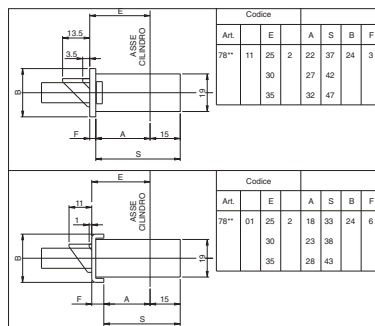 E
13.5
3.5
ASSE
CILINDRO
B
19
F A 15
S
Codice
Art. E A S B F
78** 11 25 2 22 37 24 3
30 27 42
35 32 47
E
11
1
ASSE
CILINDRO
B
19
F A 15
S
Codice
Art. E A S B F
78** 01 25 2 18 33 24 6
30 23 38
35 28 43